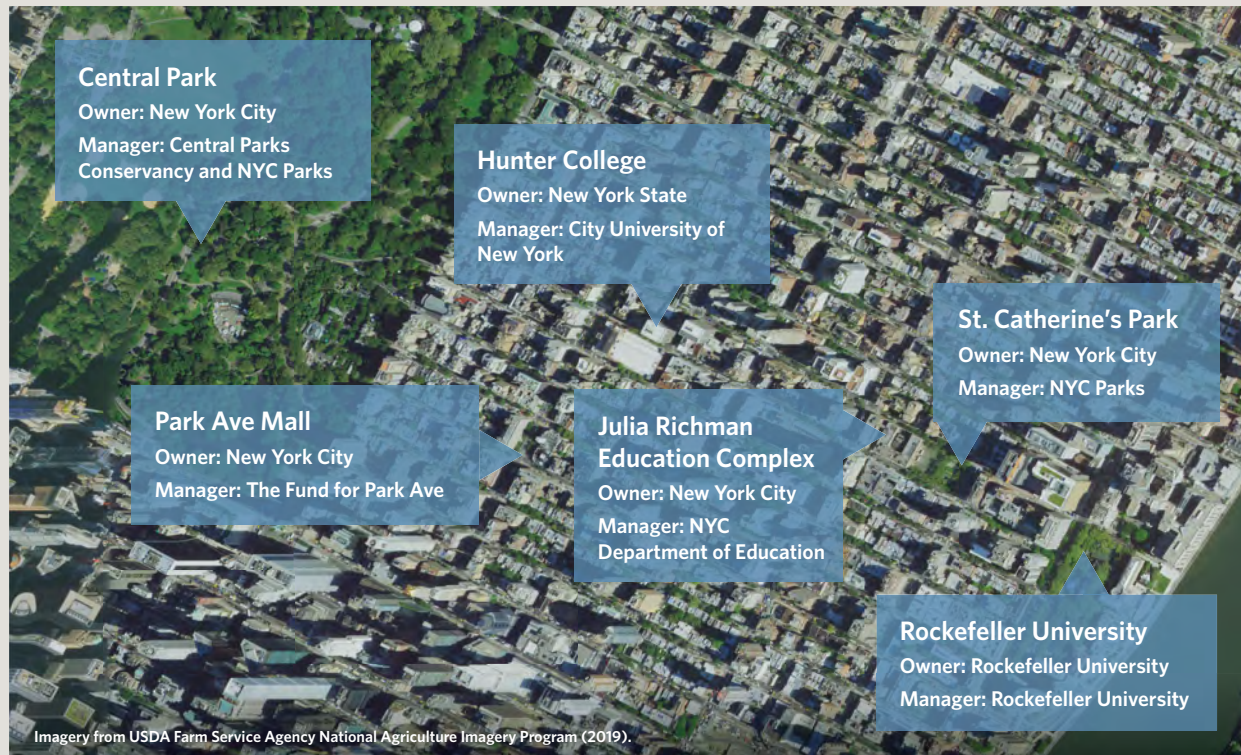 Central Park
Owner: New York City
Manager: Central Parks
Conservancy and NYC Parks
Hunter College
Owner: New York State
Manager: City University of
New York
St. Catherine's Park
Owner: New York City
Manager: NYC Parks
Park Ave Mall
Owner: New York City
Manager: The Fund for Park Ave
Julia Richman
Education Complex
Owner: New York City
Manager: NYC
Department of Education
Rockefeller University
Owner: Rockefeller University
Manager: Rockefeller University
Imagery from USDA Farm Service Agency National Agriculture Imagery Program (2019).